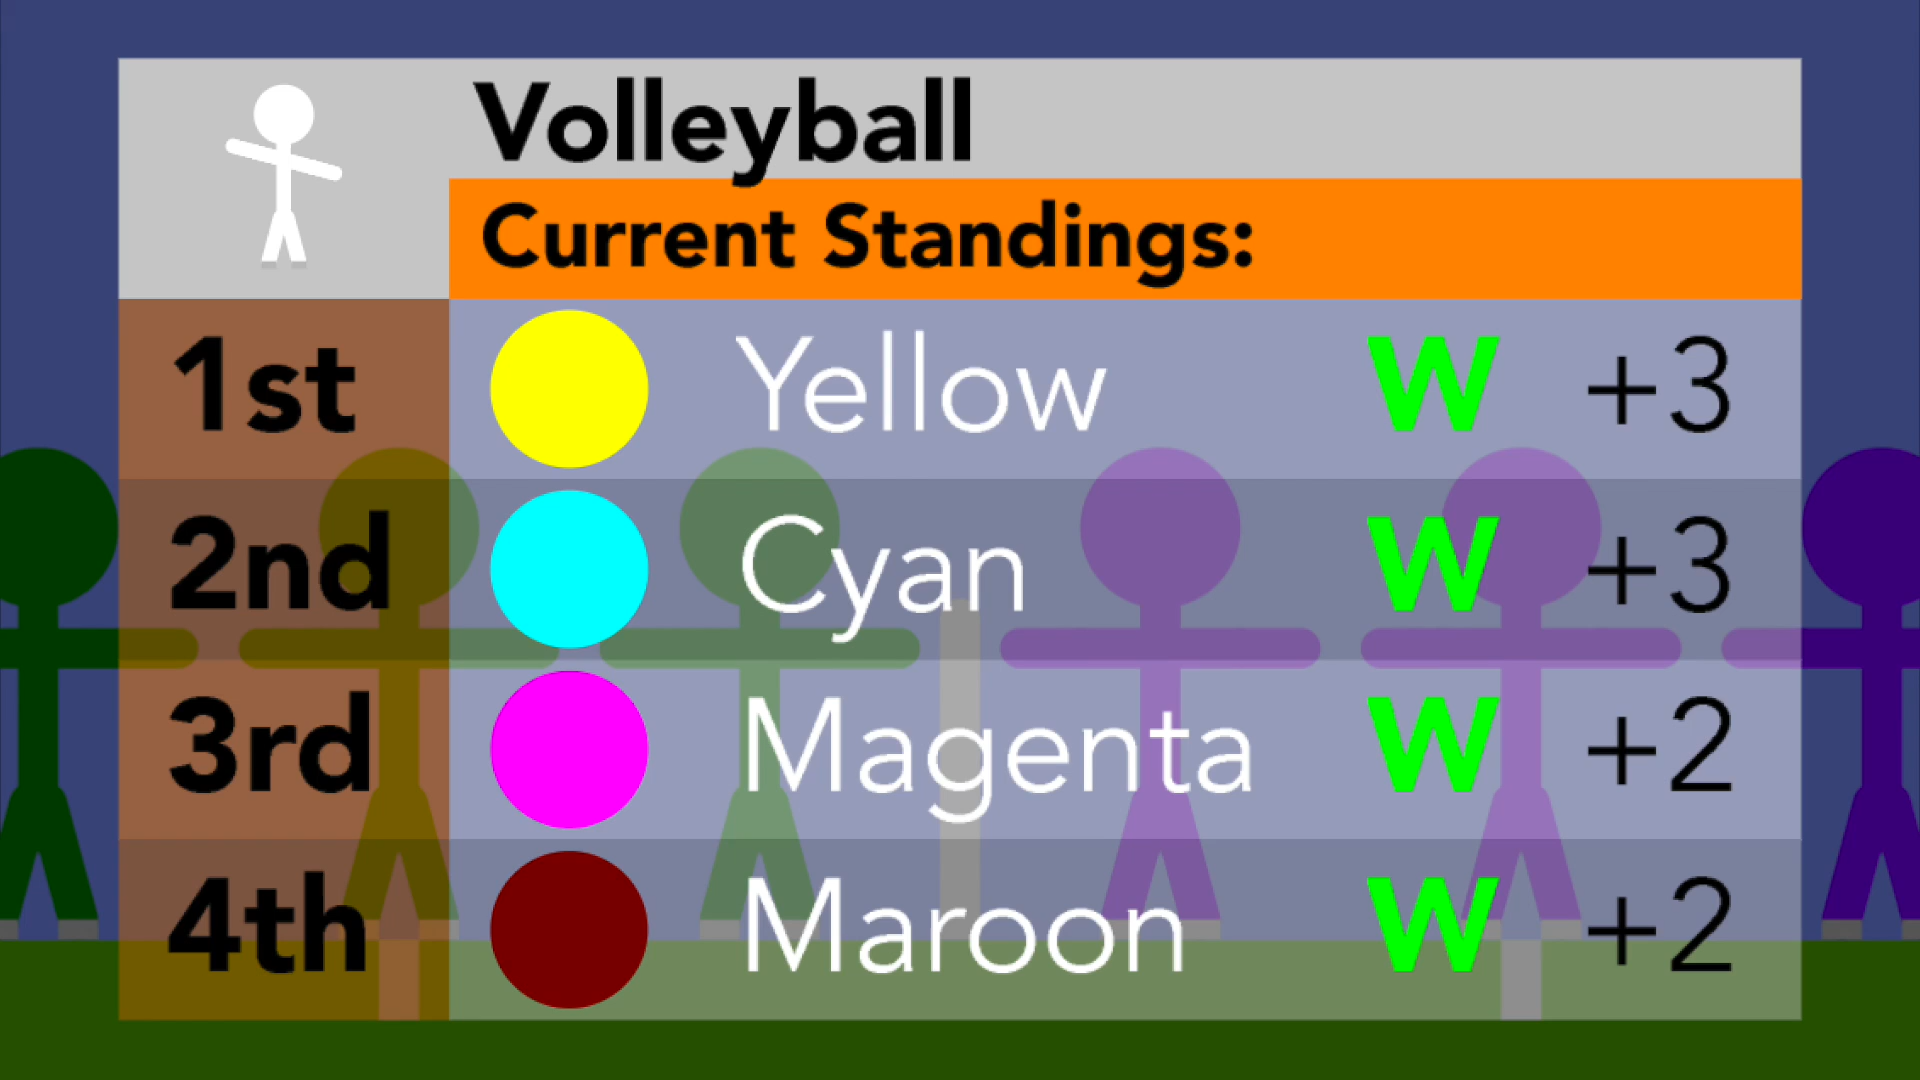 Volleyball
Current Standings:
1st Yellow W +3
2nd Cyan W +3
3rd Magenta W +2
4th Maroon W +2